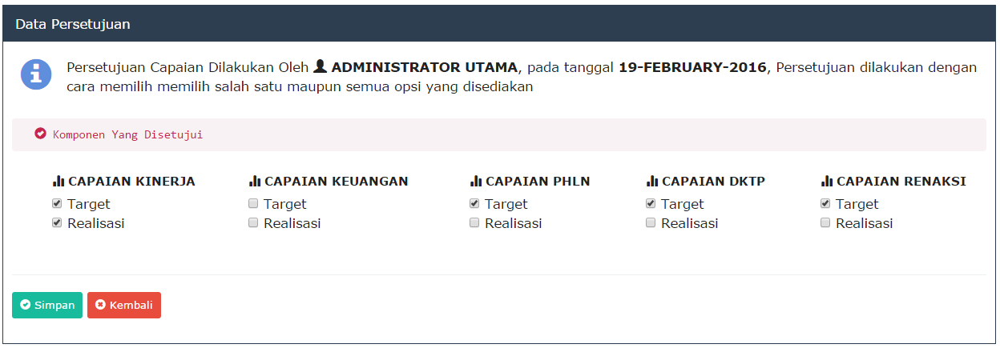 Data Persetujuan
Persetujuan Capaian Dilakukan Oleh ADMINISTRATOR UTAMA, pada tanggal 19-FEBRUARY-2016, Persetujuan dilakukan dengan
cara memilih memilih salah satu maupun semua opsi yang disediakan
Komponen Yang Disetujui
CAPAIAN KINERJA CAPAIAN KEUANGAN CAPAIAN PHLN CAPAIAN DKTP CAPAIAN RENAKSI
Target Target Target Target Target
Realisasi Realisasi Realisasi Realisasi Realisasi
Simpan Kembali